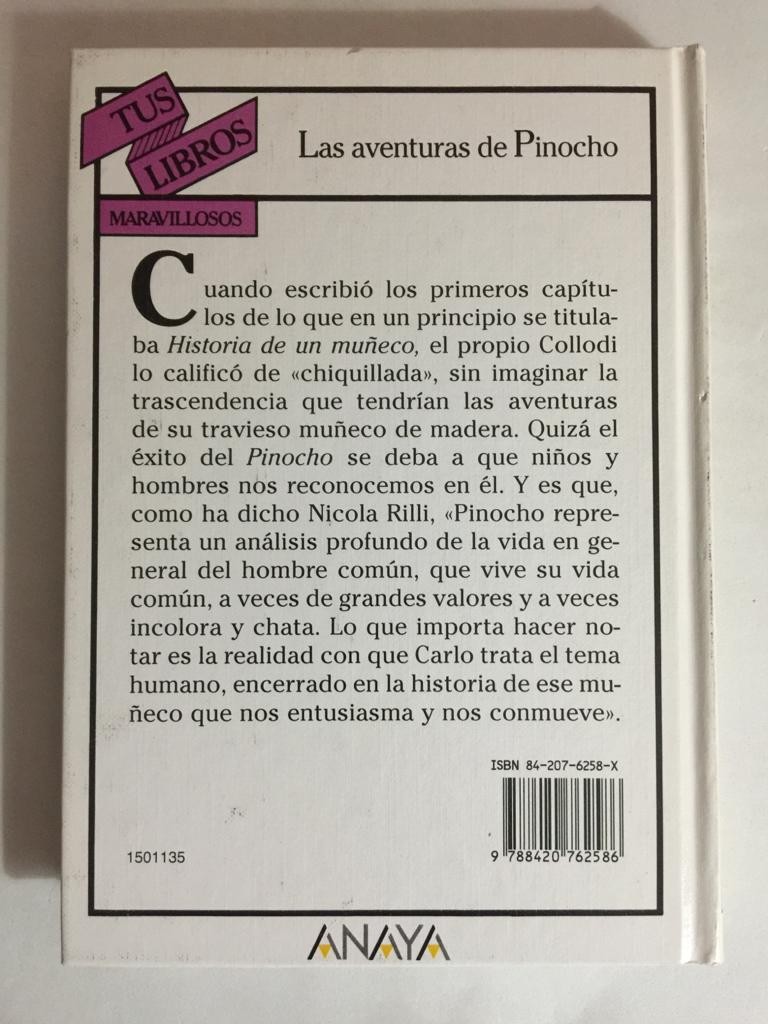 TUS
LIBROS
Las aventuras de Pinocho
MARAVILLOSOS
Cuando escribió los primeros capítu-
los de lo que en un principio se titula-
ba Historia de un muñeco, el propio Collodi
lo calificó de «chiquillada», sin imaginar la
trascendencia que tendrían las aventuras
de su travieso muñeco de madera. Quizá el
éxito del Pinocho se deba a que niños y
hombres nos reconocemos en él. Y es que,
como ha dicho Nicola Rilli, «Pinocho repre-
senta un análisis profundo de la vida en ge-
neral del hombre común, que vive su vida
común, a veces de grandes valores y a veces
incolora y chata. Lo que importa hacer no-
tar es la realidad con que Carlo trata el tema
humano, encerrado en la historia de ese mu-
ñeco que nos entusiasma y nos conmueve».
ISBN 84-207-6258-X
9 788420 762586
1501135
ANAYA